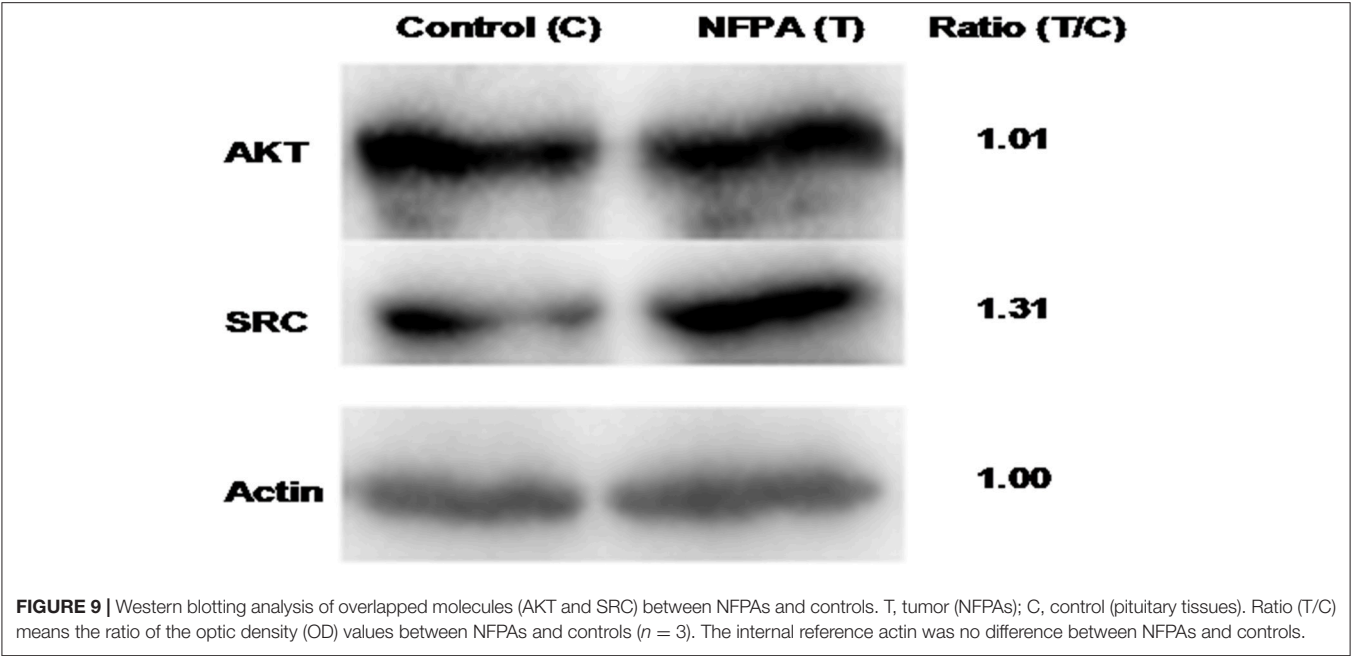 Control (C) NFPA (T) Ratio (T/C)
AKT 1.01
SRC 1.31
Actin 1.00
FIGURE 9 | Western blotting analysis of overlapped molecules (AKT and SRC) between NFPAs and controls. T, tumor (NFPAs); C, control (pituitary tissues). Ratio (T/C)
means the ratio of the optic density (OD) values between NFPAs and controls (n = 3). The internal reference actin was no difference between NFPAs and controls.